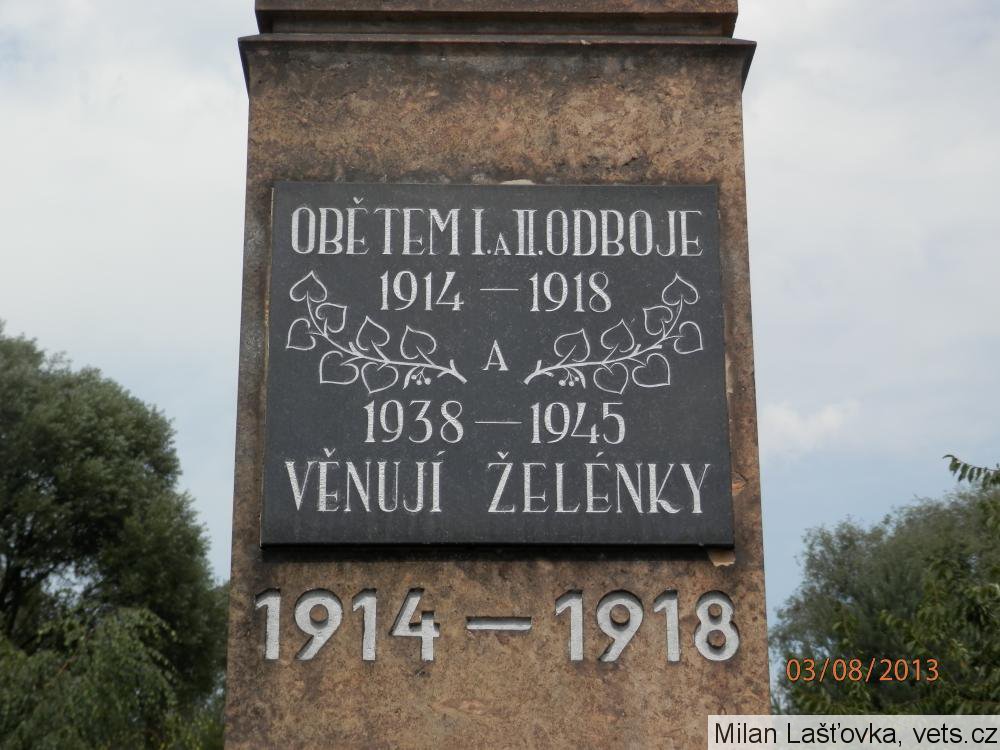 OBĚTEM I. A II. ODBOJE
1914 — 1918
A
1938 — 1945
VĚNUJÍ ŽELÉNKY
1914 — 1918
03/08/2013
Milan Lašťovka, vets.cz